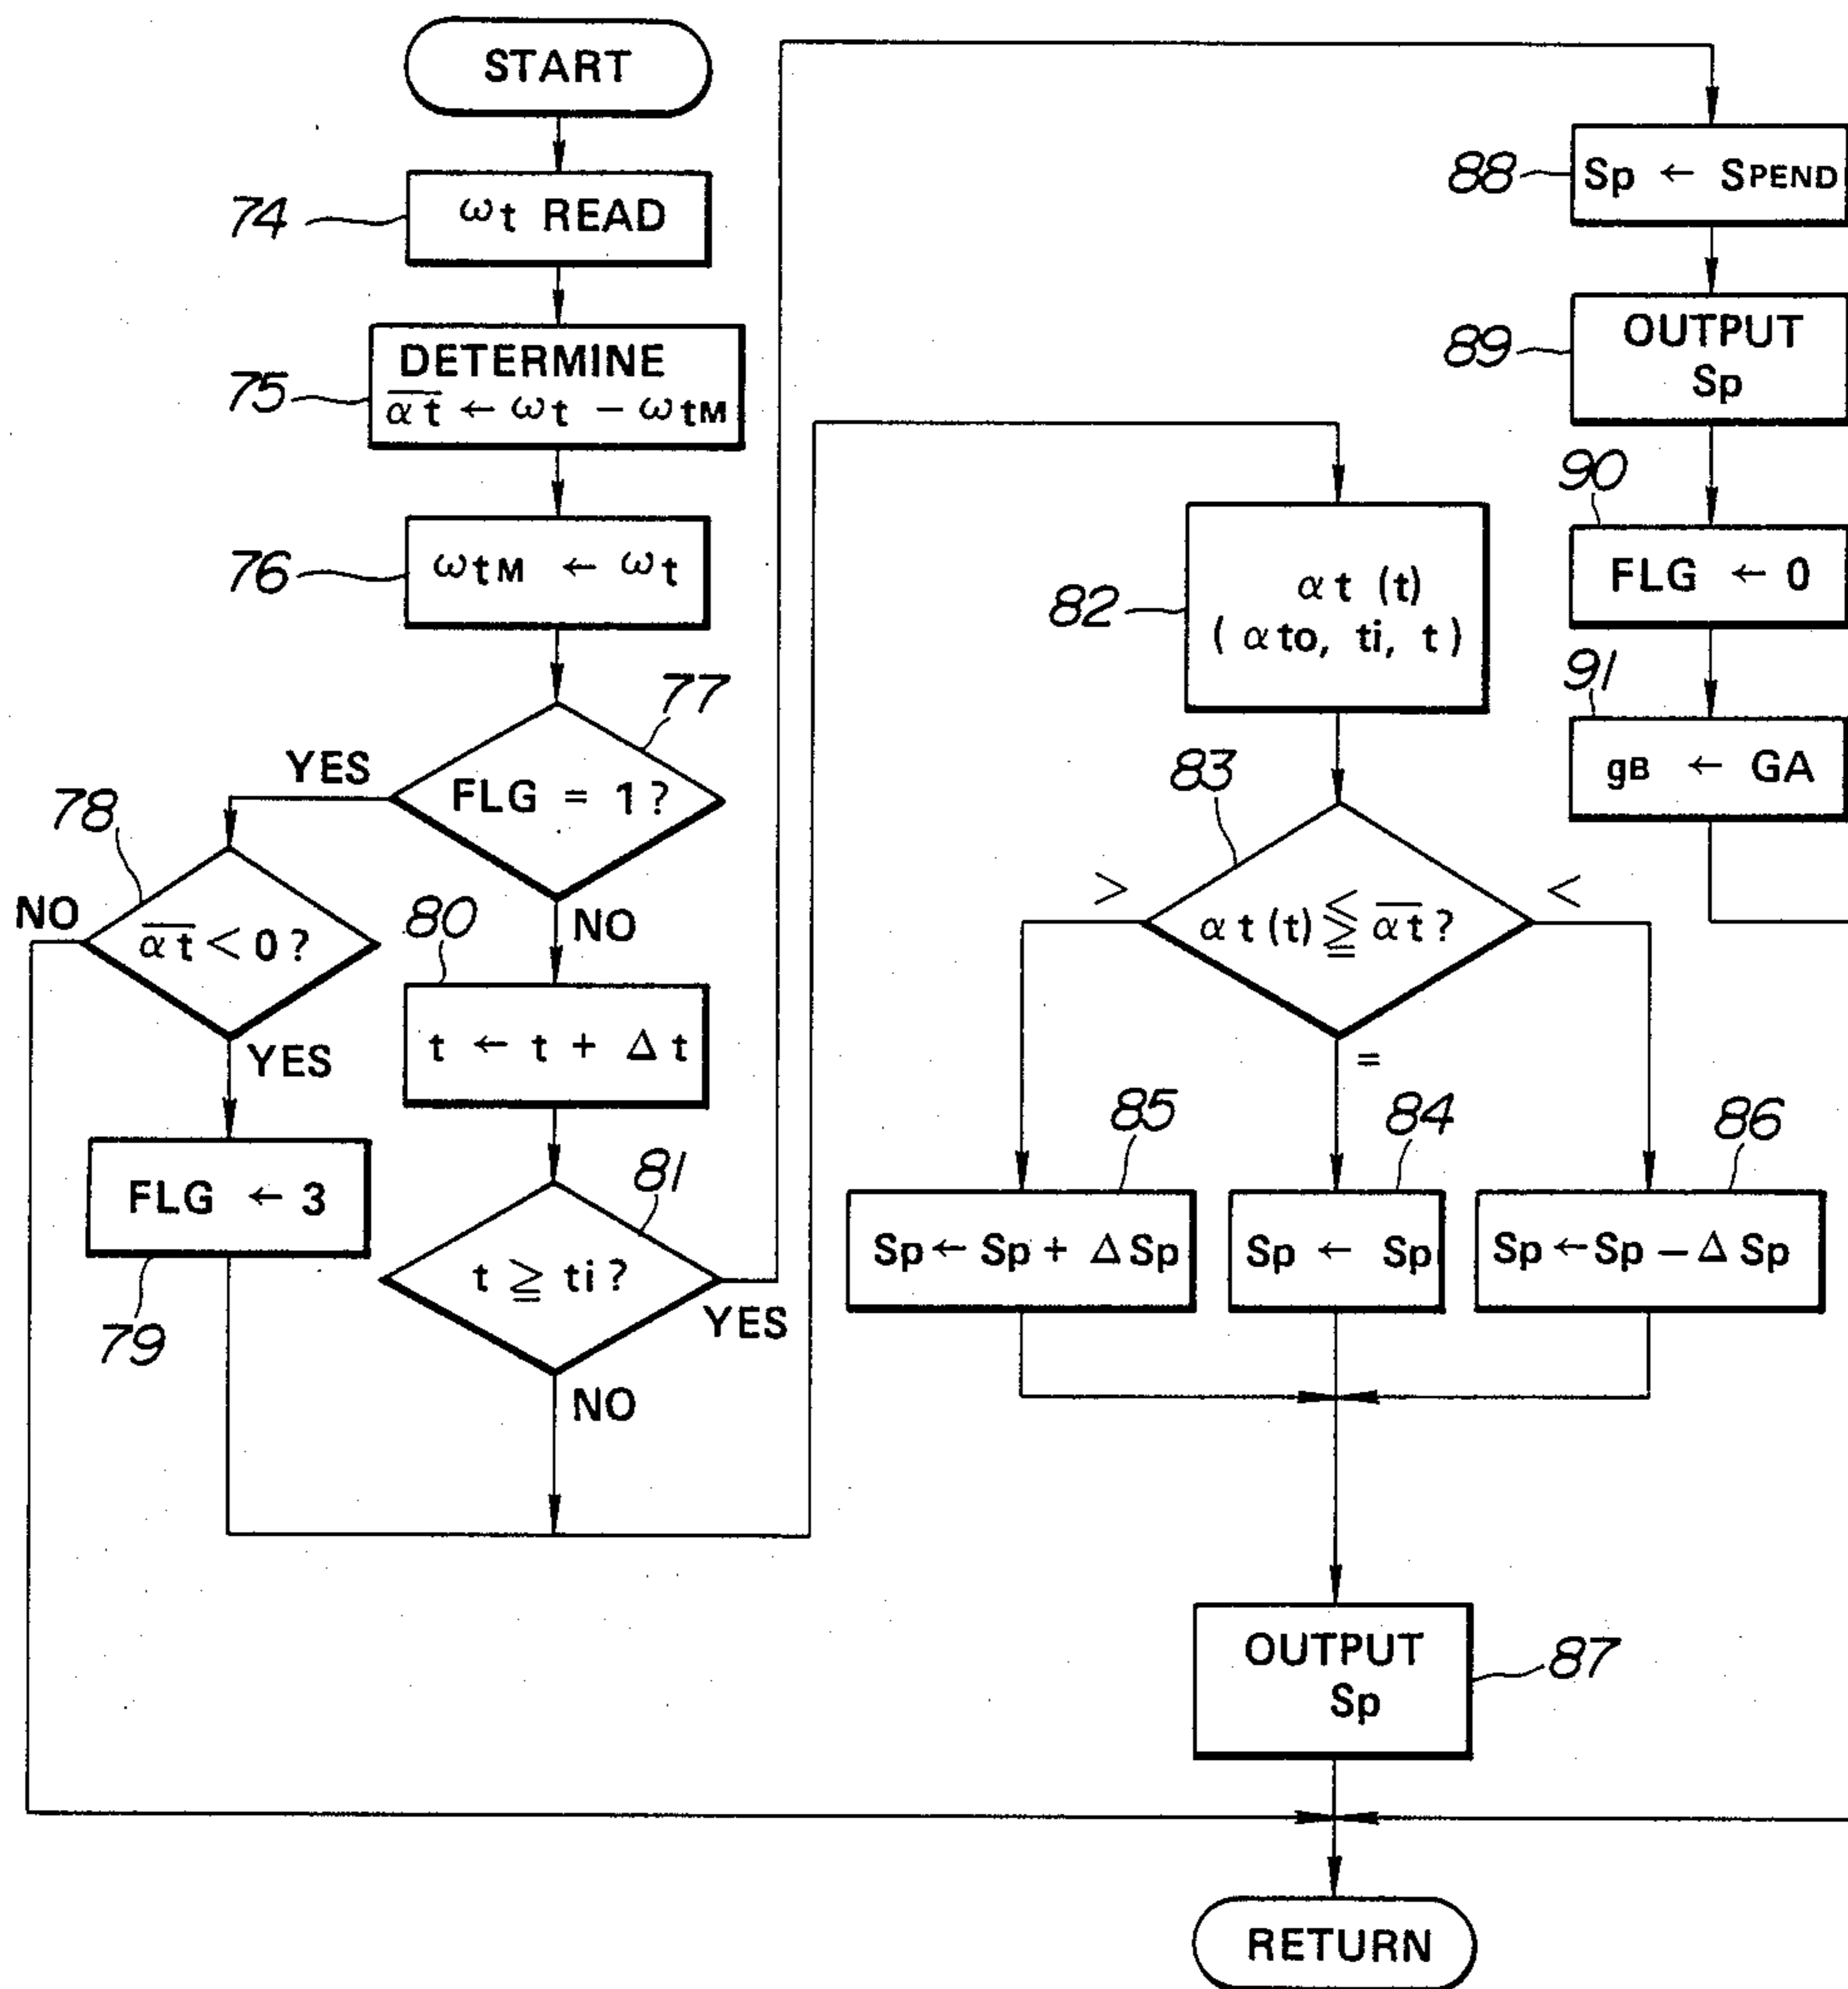 START
74
ωt READ
75
DETERMINE
α̅t̅ ← ωt − ωtM
76
ωtM ← ωt
77
FLG = 1 ?
YES
NO
78
α̅t̅ < 0 ?
NO
YES
79
FLG ← 3
80
t ← t + Δt
81
t ≧ ti ?
YES
NO
82
αt (t)
( αto, ti, t )
83
αt (t) ≦≧ α̅t̅ ?
>
<
=
85
Sp ← Sp + ΔSp
84
Sp ← Sp
86
Sp ← Sp − ΔSp
OUTPUT
Sp
87
88
Sp ← SPEND
89
OUTPUT
Sp
90
FLG ← 0
91
gB ← GA
RETURN